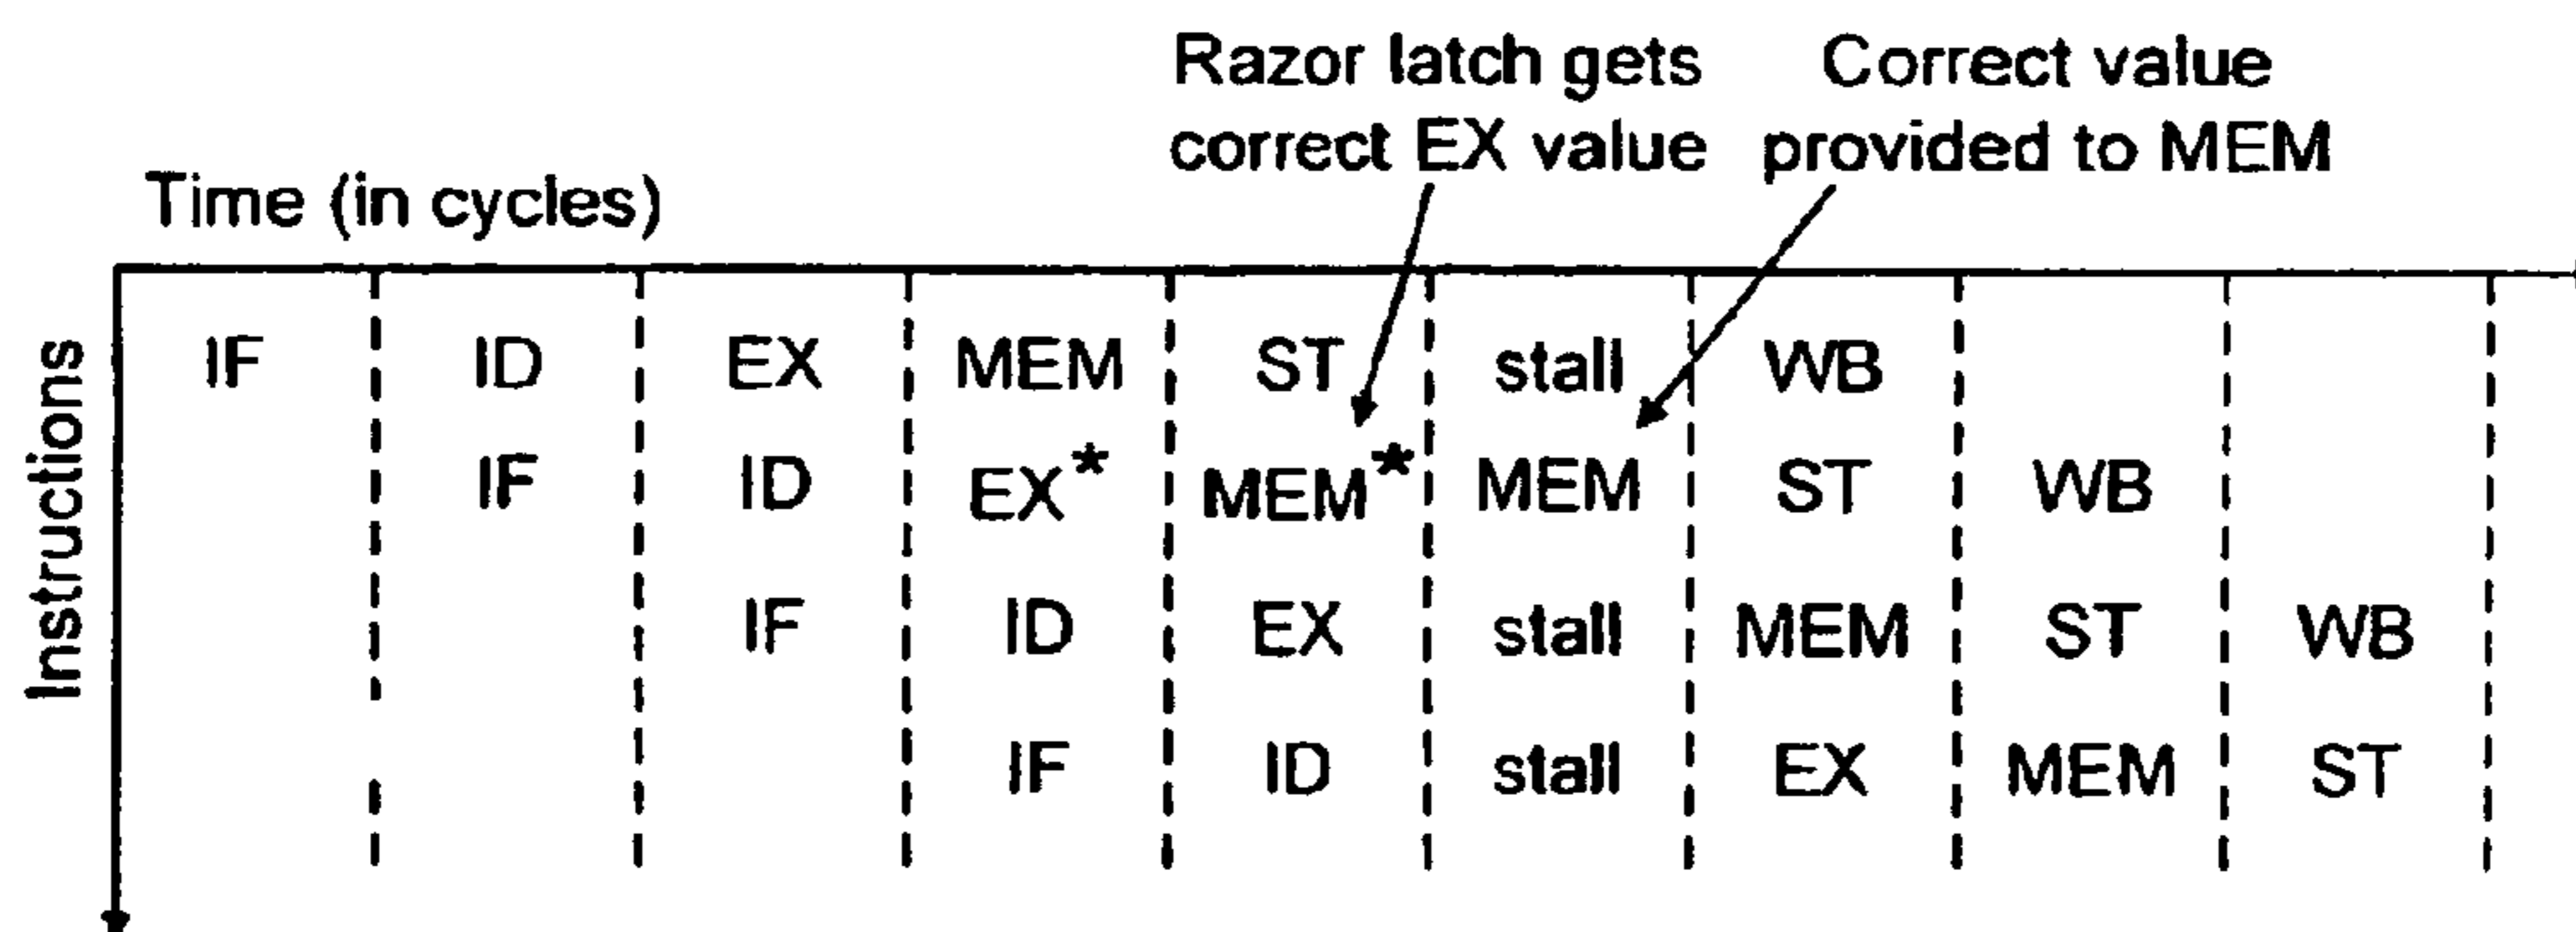 Razor latch gets Correct value
correct EX value provided to MEM
Time (in cycles)
Instructions
IF ID EX MEM ST stall WB
IF ID EX* MEM* MEM ST WB
IF ID EX stall MEM ST WB
IF ID stall EX MEM ST